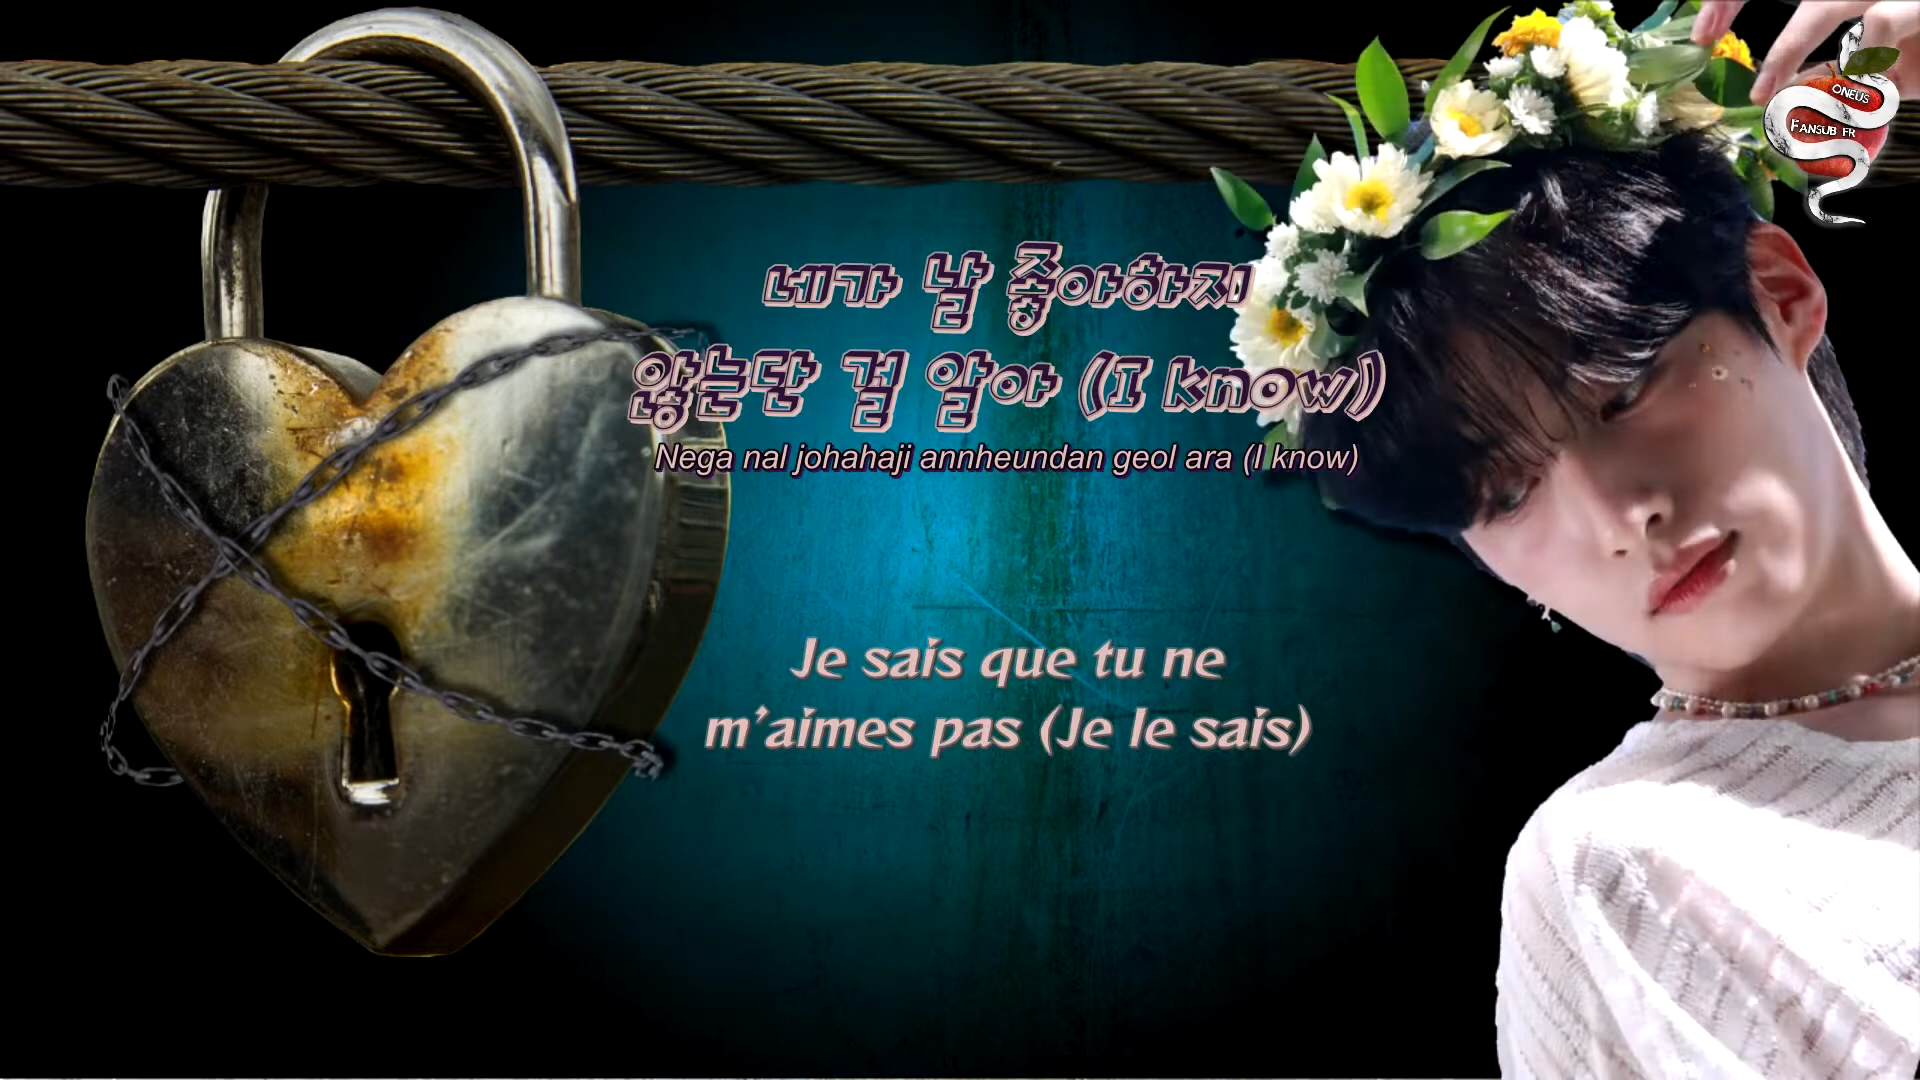 네가 날 좋아하지
않는단 걸 알아 (I know)
Nega nal johahaji annheundan geol ara (I know)
Je sais que tu ne
m'aimes pas (Je le sais)
ONEUS
FANSUB FR